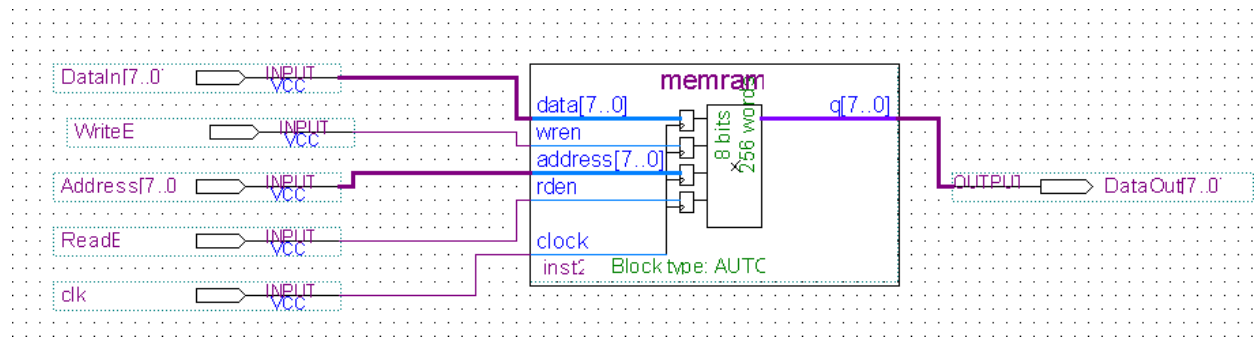 memram
DataIn[7..0]
INPUT
VCC
data[7..0]
q[7..0]
WriteE
INPUT
VCC
wren
8 bits
256 words
address[7..0]
Address[7..0
INPUT
VCC
rden
OUTPUT
DataOut[7..0]
ReadE
INPUT
VCC
clock
inst2
Block type: AUTO
clk
INPUT
VCC